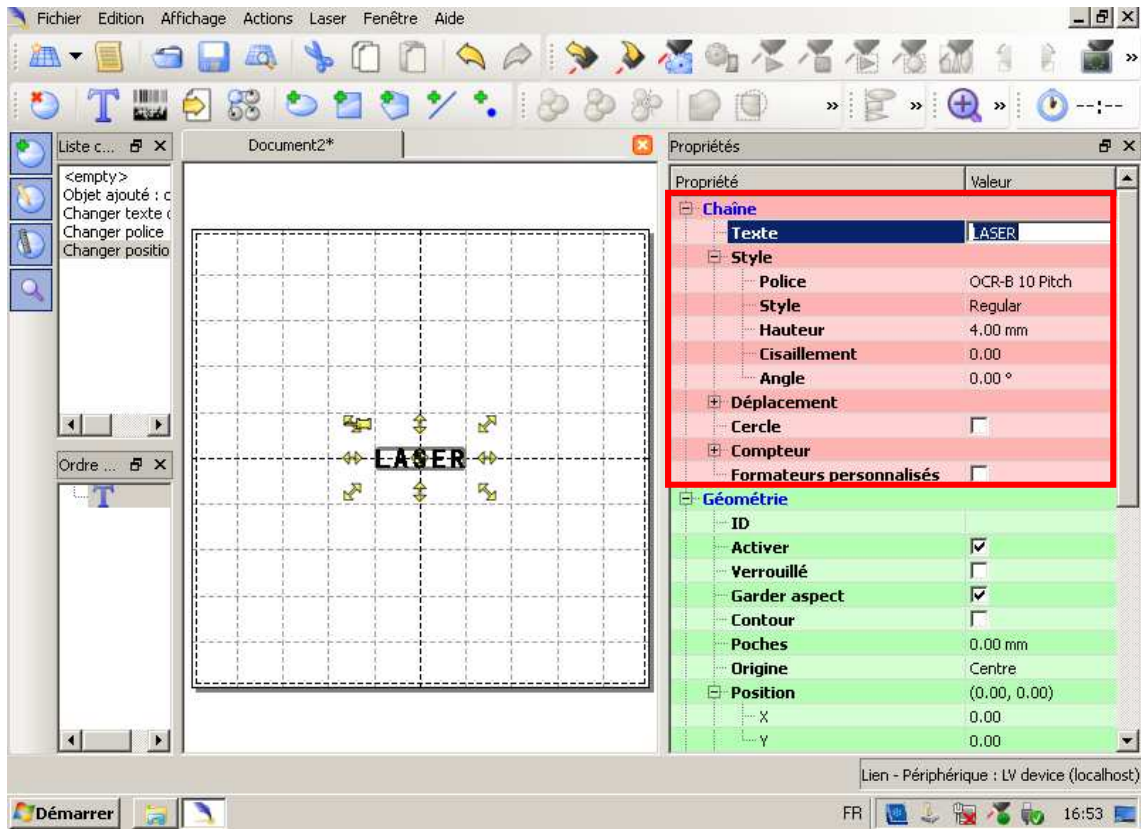 Fichier Edition Affichage Actions Laser Fenêtre Aide
--:--
Liste c...
<empty>
Objet ajouté : c
Changer texte
Changer police
Changer positio
Ordre ...
Document2*
LASER
Propriétés
Propriété Valeur
Chaîne
Texte LASER
Style
Police OCR-B 10 Pitch
Style Regular
Hauteur 4.00 mm
Cisaillement 0.00
Angle 0.00 °
Déplacement
Cercle
Compteur
Formateurs personnalisés
Géométrie
ID
Activer
Verrouillé
Garder aspect
Contour
Poches 0.00 mm
Origine Centre
Position (0.00, 0.00)
X 0.00
Y 0.00
Lien - Périphérique : LV device (localhost)
Démarrer FR 16:53